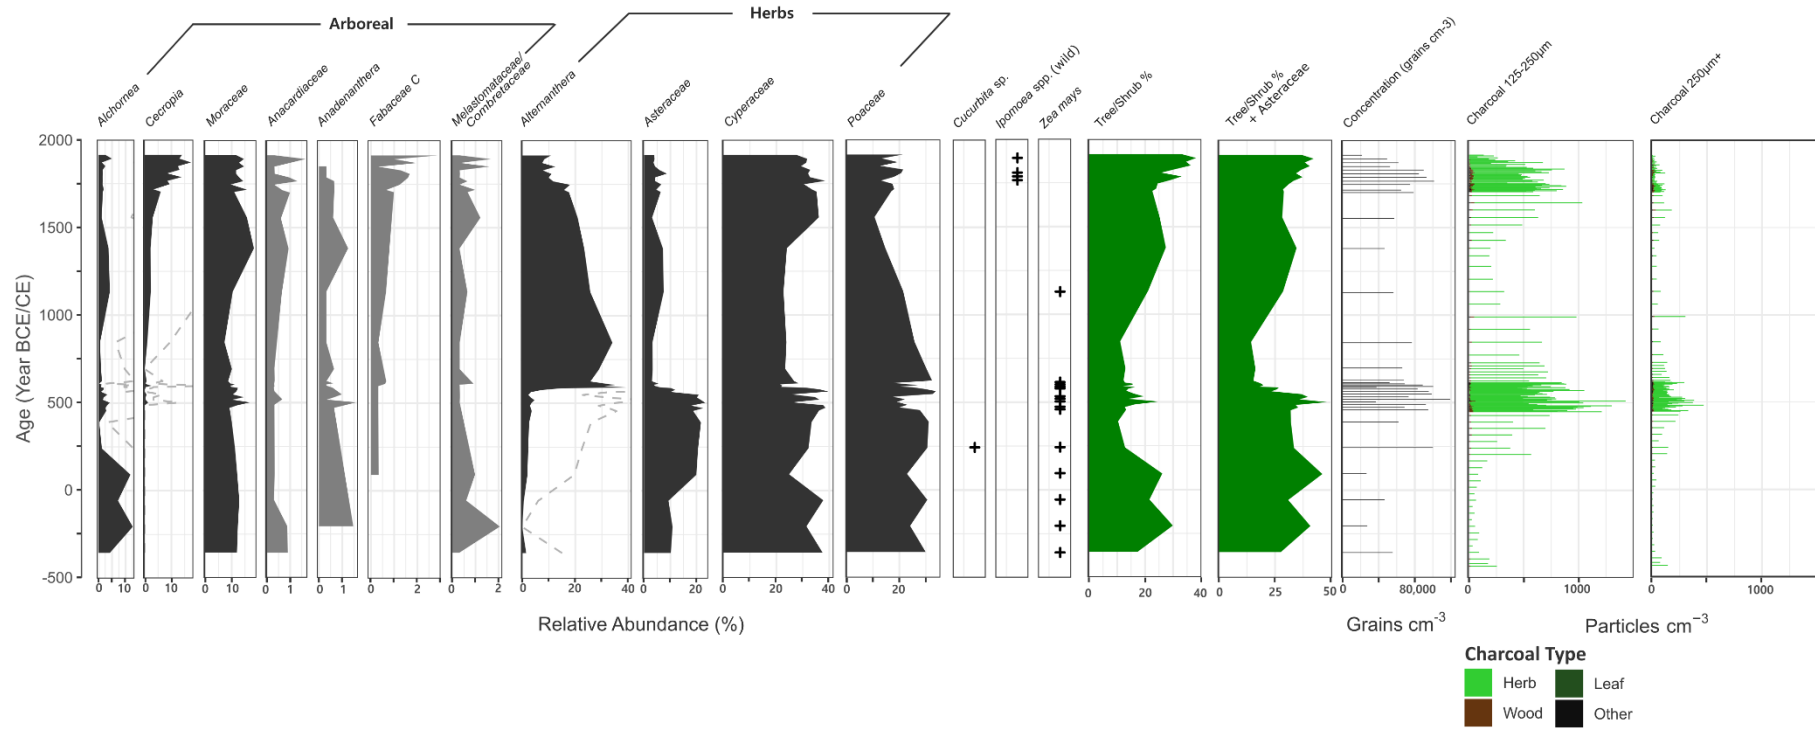 Arboreal
Herbs
Alchornea
Cecropia
Moraceae
Anacardiaceae
Anadenanthera
Fabaceae C
Melastomataceae/
Combretaceae
Alternanthera
Asteraceae
Cyperaceae
Poaceae
Cucurbita sp.
Ipomoea spp. (wild)
Zea mays
Tree/Shrub %
Tree/Shrub %
+ Asteraceae
Concentration (grains cm-3)
Charcoal 125-250µm
Charcoal 250µm+
Age (Year BCE/CE)
2000
1500
1000
500
0
-500
0 10
0 10
0 10
0 1
0 1
0 1 2
0 2
0 20 40
0 20
0 20 40
0 20
0 20 40
0 25 50
0 80,000
0 1000
0 1000
Relative Abundance (%)
Grains cm-3
Particles cm−3
Charcoal Type
Herb
Leaf
Wood
Other